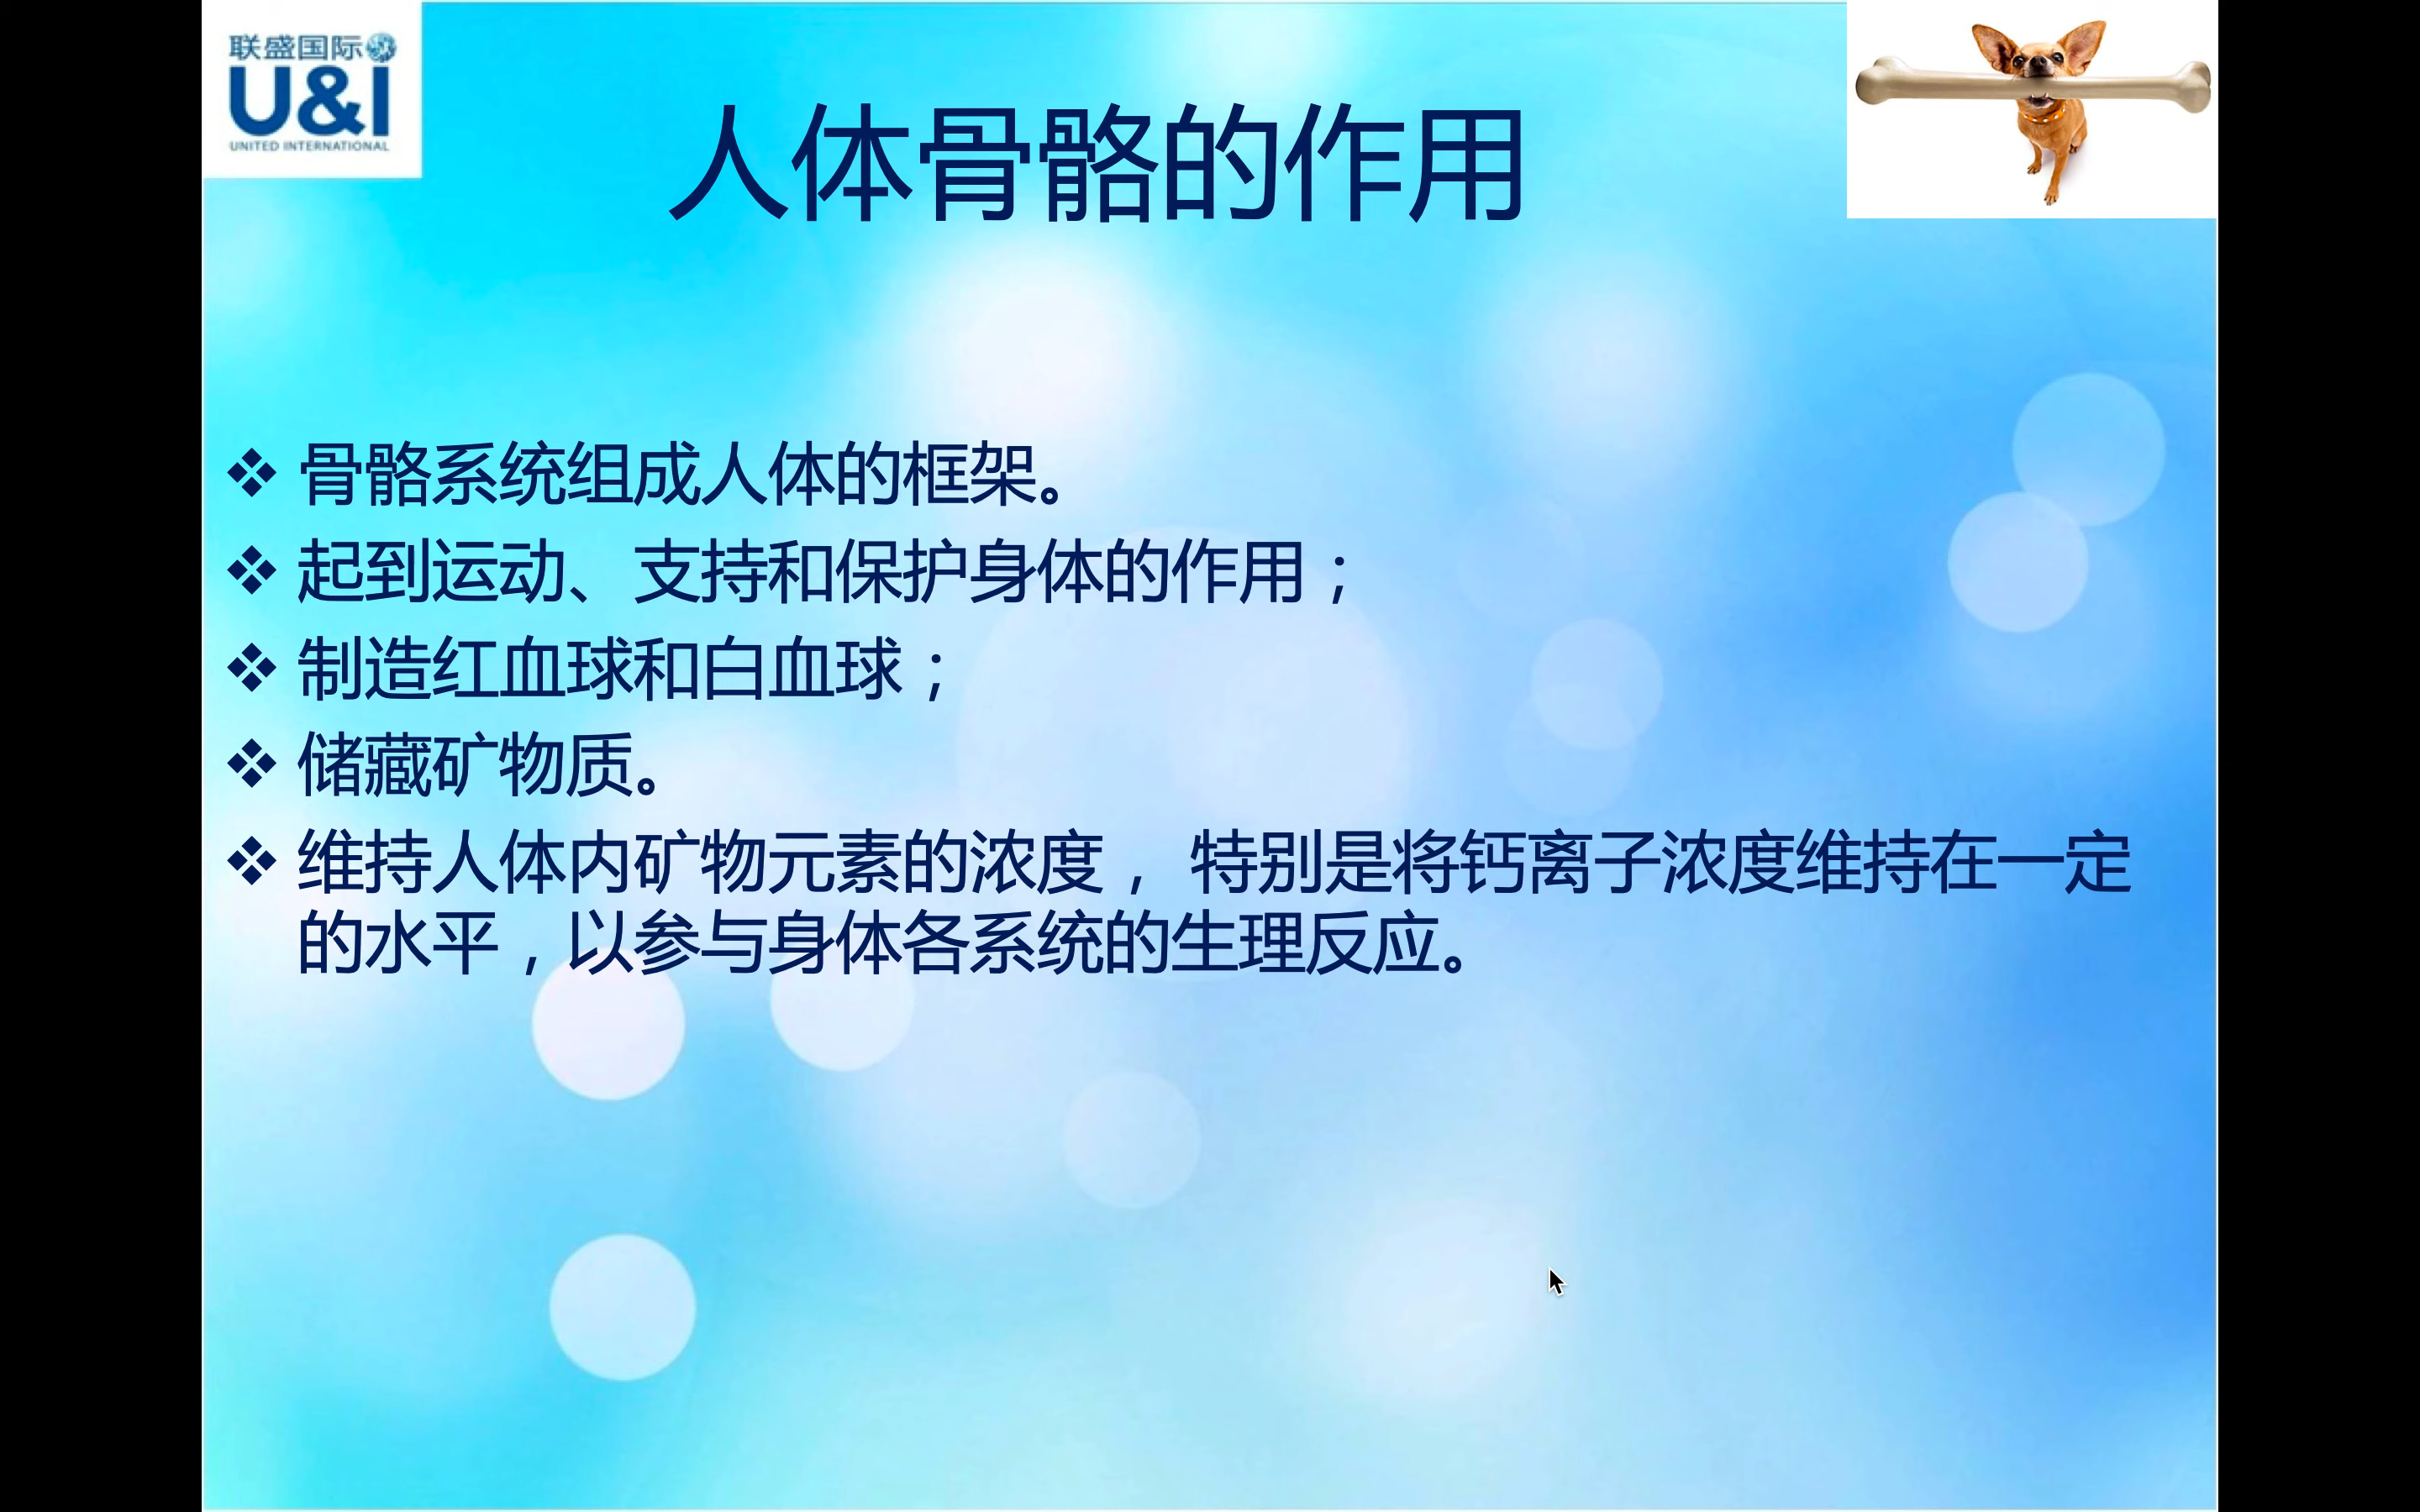 联盛国际
U&I
UNITED INTERNATIONAL
人体骨骼的作用
❖ 骨骼系统组成人体的框架。
❖ 起到运动、支持和保护身体的作用；
❖ 制造红血球和白血球；
❖ 储藏矿物质。
❖ 维持人体内矿物元素的浓度， 特别是将钙离子浓度维持在一定
的水平，以参与身体各系统的生理反应。